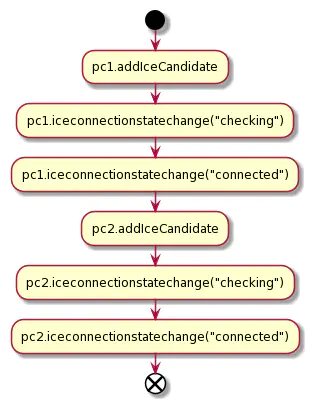 pc1.addIceCandidate
pc1.iceconnectionstatechange("checking")
pc1.iceconnectionstatechange("connected")
pc2.addIceCandidate
pc2.iceconnectionstatechange("checking")
pc2.iceconnectionstatechange("connected")